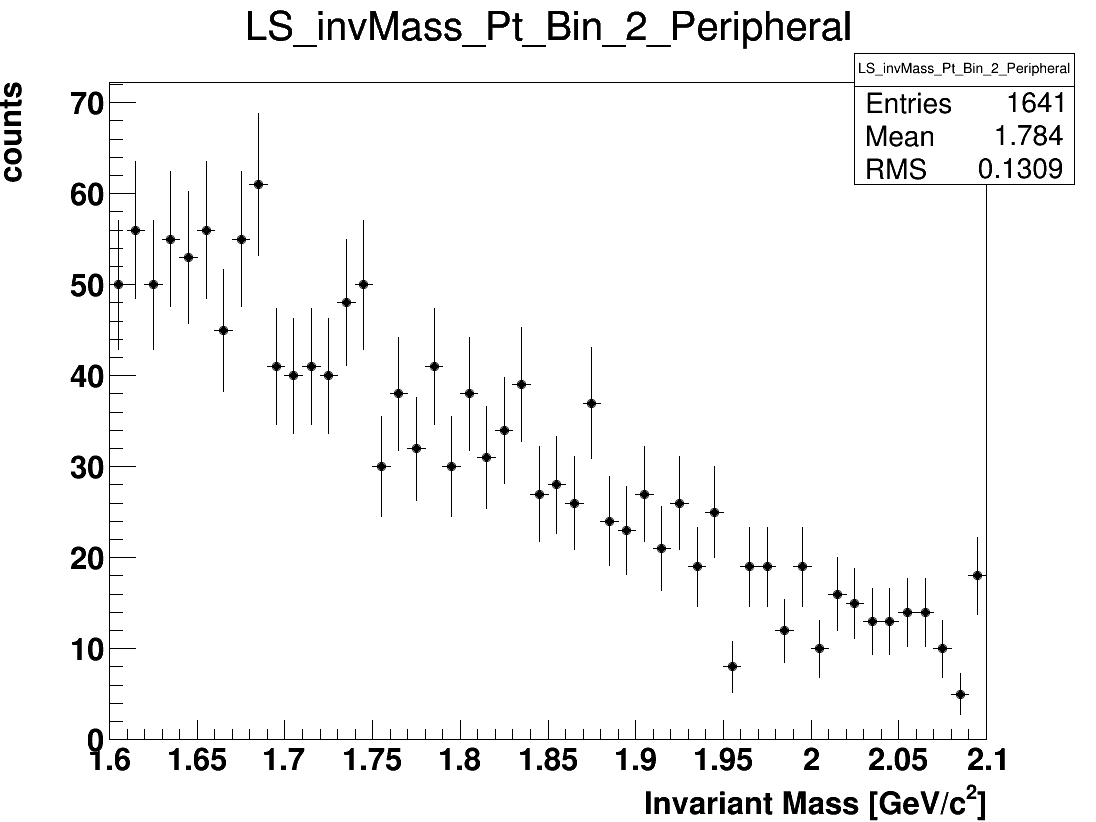 LS_invMass_Pt_Bin_2_Peripheral
LS_invMass_Pt_Bin_2_Peripheral
Entries 1641
Mean 1.784
RMS 0.1309
counts
70
60
50
40
30
20
10
0
1.6 1.65 1.7 1.75 1.8 1.85 1.9 1.95 2 2.05 2.1
Invariant Mass [GeV/c²]